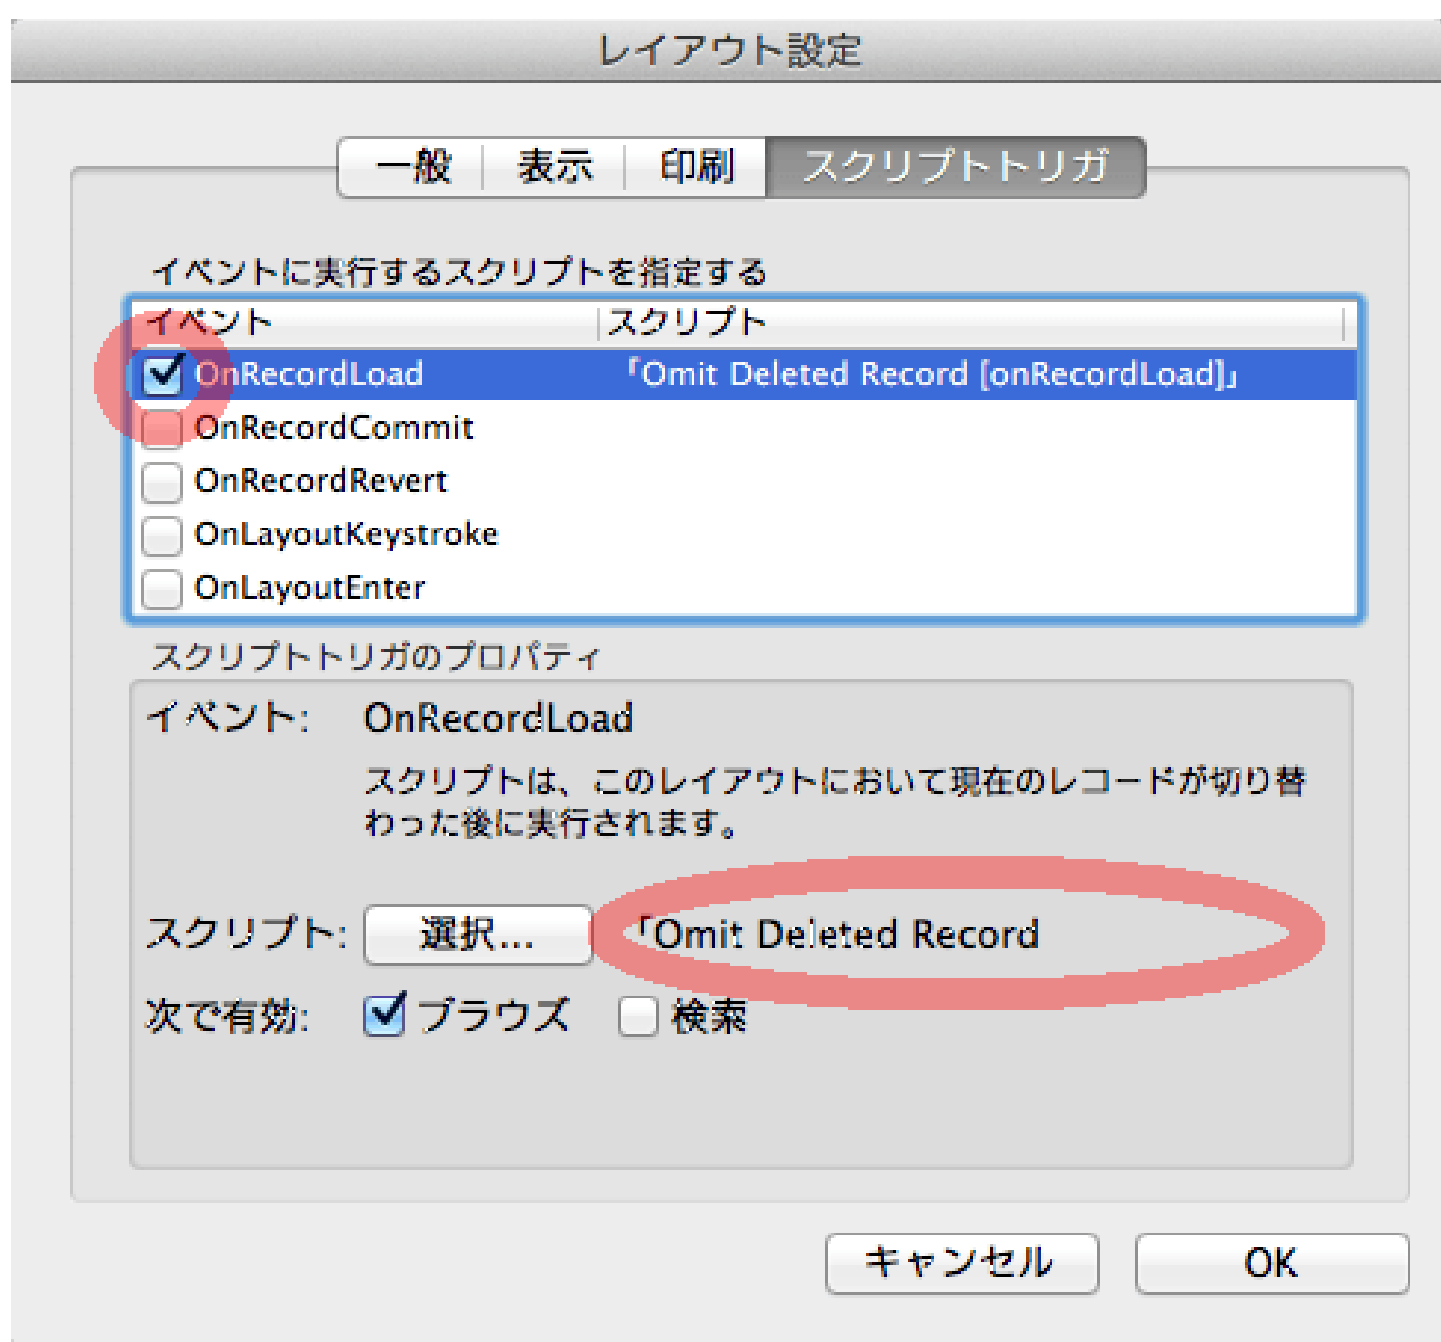 レイアウト設定
一般 表示 印刷 スクリプトトリガ
イベントに実行するスクリプトを指定する
イベント スクリプト
OnRecordLoad 「Omit Deleted Record [onRecordLoad]」
OnRecordCommit
OnRecordRevert
OnLayoutKeystroke
OnLayoutEnter
スクリプトトリガのプロパティ
イベント: OnRecordLoad
スクリプトは、このレイアウトにおいて現在のレコードが切り替
わった後に実行されます。
スクリプト: 選択... 「Omit Deleted Record
次で有効: ブラウズ 検索
キャンセル OK